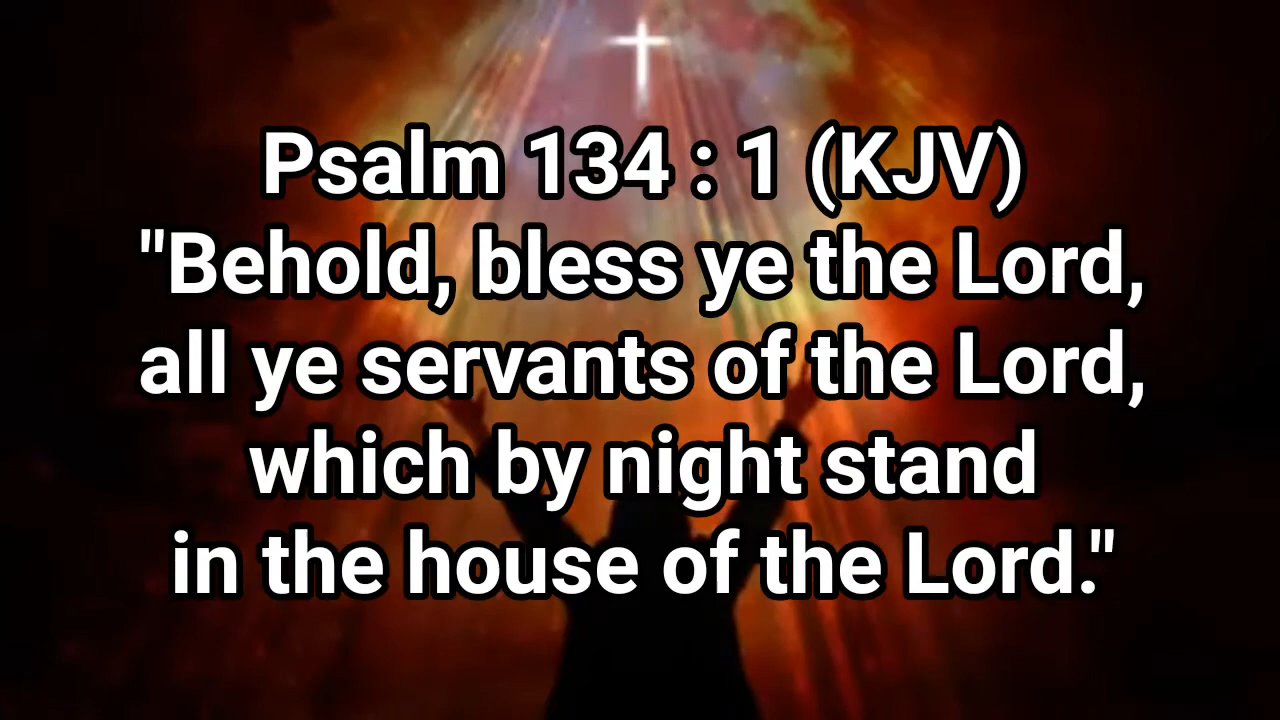 Psalm 134 : 1 (KJV)
"Behold, bless ye the Lord,
all ye servants of the Lord,
which by night stand
in the house of the Lord."